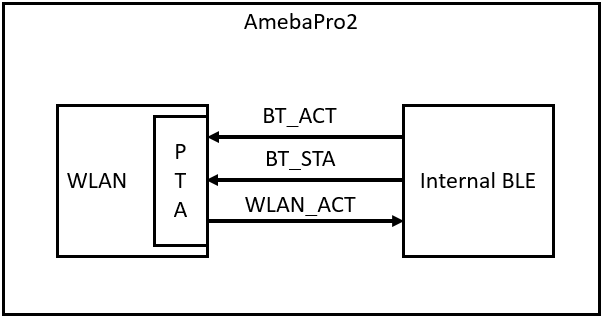 AmebaPro2
BT_ACT
WLAN
P
T
A
BT_STA
Internal BLE
WLAN_ACT